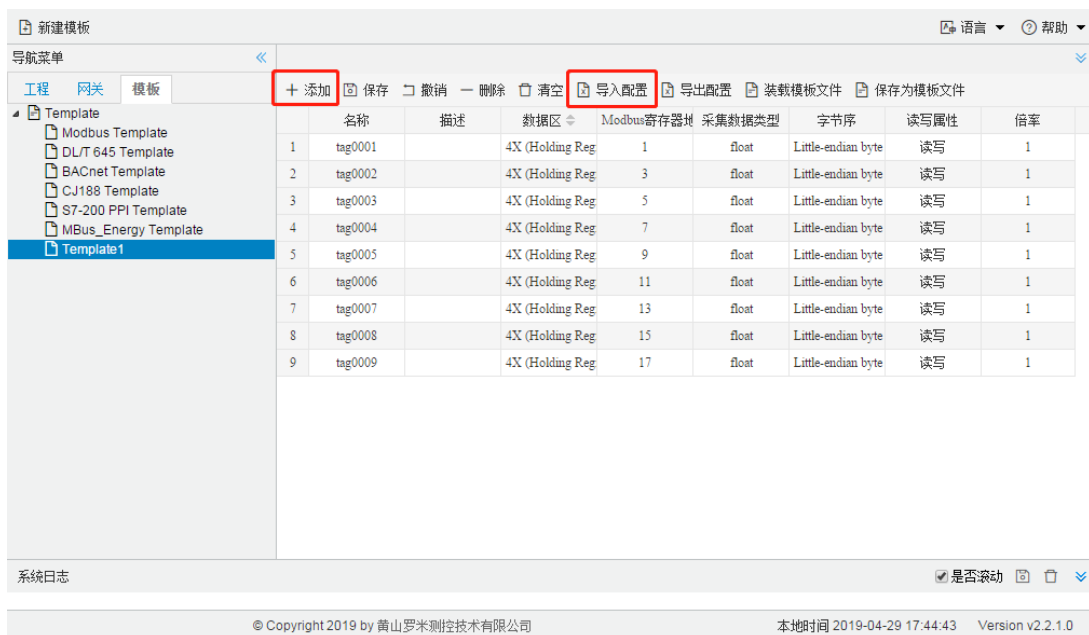 新建模板 语言 帮助
导航菜单
工程 网关 模板
添加 保存 撤销 删除 清空 导入配置 导出配置 装载模板文件 保存为模板文件
Template
Modbus Template
DL/T 645 Template
BACnet Template
CJ188 Template
S7-200 PPI Template
MBus_Energy Template
Template1
名称 描述 数据区 Modbus寄存器地 采集数据类型 字节序 读写属性 倍率
1 tag0001 4X (Holding Reg 1 float Little-endian byte 读写 1
2 tag0002 4X (Holding Reg 3 float Little-endian byte 读写 1
3 tag0003 4X (Holding Reg 5 float Little-endian byte 读写 1
4 tag0004 4X (Holding Reg 7 float Little-endian byte 读写 1
5 tag0005 4X (Holding Reg 9 float Little-endian byte 读写 1
6 tag0006 4X (Holding Reg 11 float Little-endian byte 读写 1
7 tag0007 4X (Holding Reg 13 float Little-endian byte 读写 1
8 tag0008 4X (Holding Reg 15 float Little-endian byte 读写 1
9 tag0009 4X (Holding Reg 17 float Little-endian byte 读写 1
系统日志 是否滚动
© Copyright 2019 by 黄山罗米测控技术有限公司 本地时间 2019-04-29 17:44:43 Version v2.2.1.0